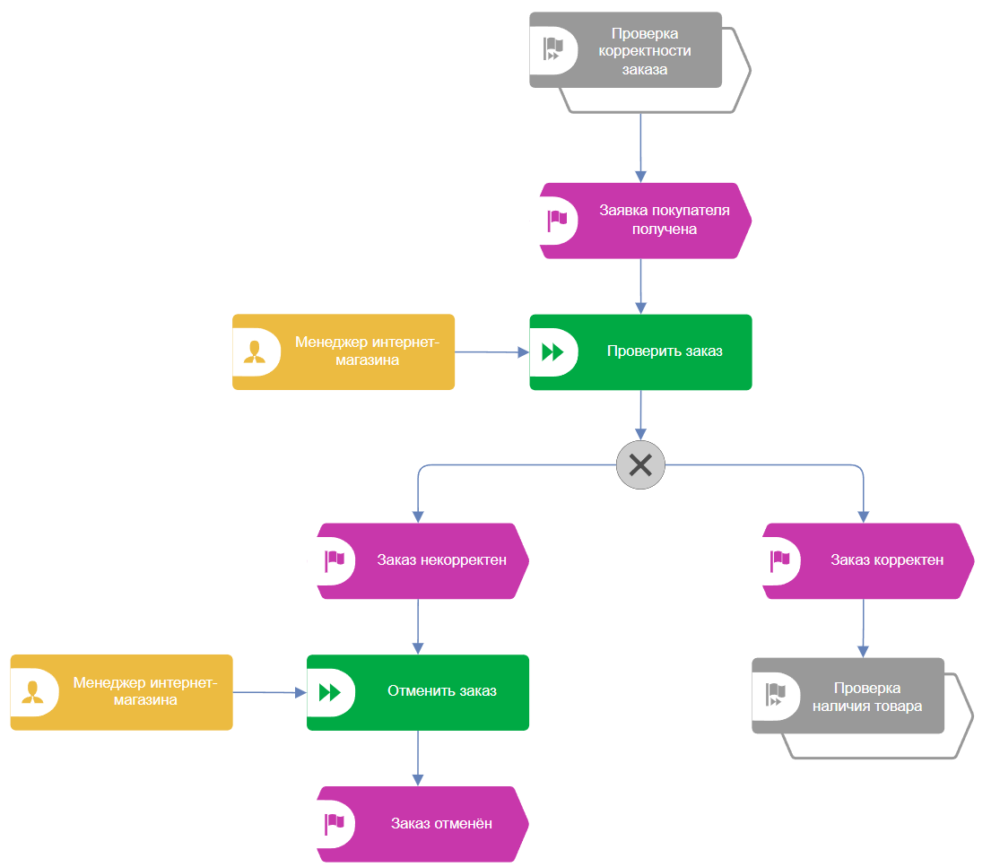 Проверка
корректности
заказа
Заявка покупателя
получена
Менеджер интернет-
магазина
Проверить заказ
Заказ некорректен
Заказ корректен
Менеджер интернет-
магазина
Отменить заказ
Проверка
наличия товара
Заказ отменён